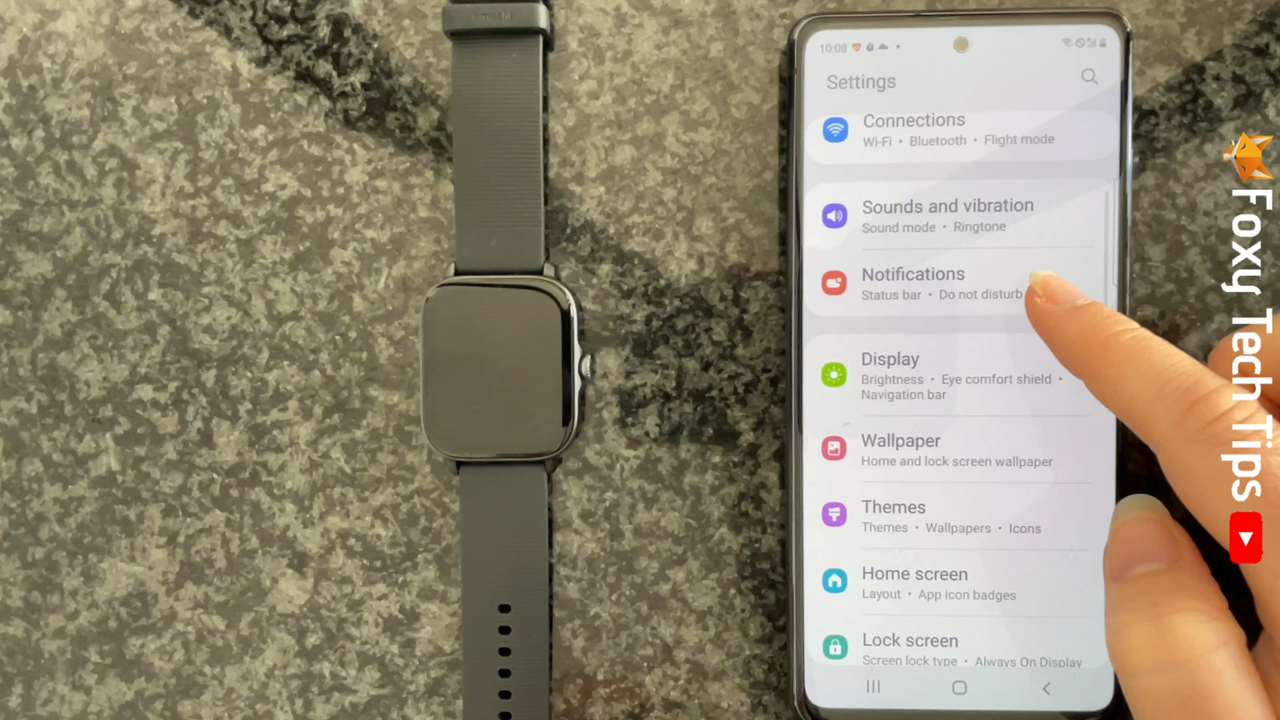 10:08
Settings
Connections
Wi-Fi • Bluetooth • Flight mode
Sounds and vibration
Sound mode • Ringtone
Notifications
Status bar • Do not disturb
Display
Brightness • Eye comfort shield •
Navigation bar
Wallpaper
Home and lock screen wallpaper
Themes
Themes • Wallpapers • Icons
Home screen
Layout • App icon badges
Lock screen
Screen lock type • Always On Display
Foxy Tech Tips